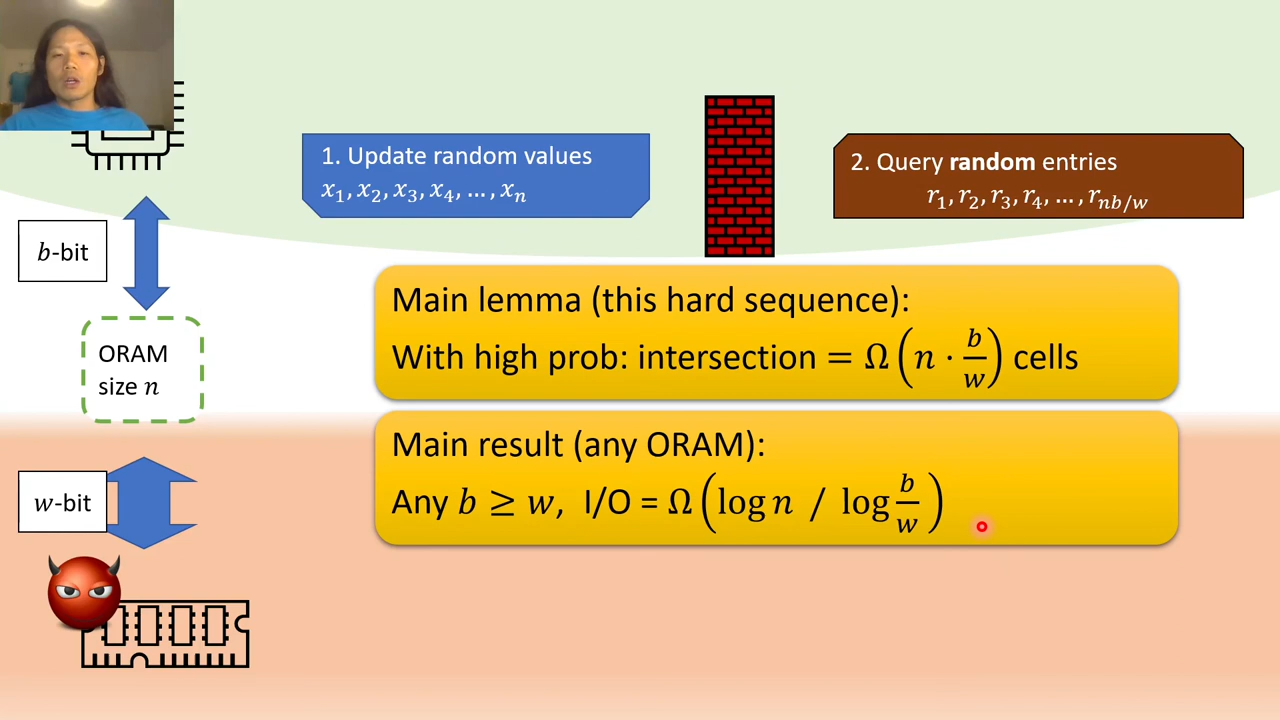 1. Update random values
x₁, x₂, x₃, x₄, …, xₙ
2. Query random entries
r₁, r₂, r₃, r₄, …, r_{nb/w}
b-bit
ORAM
size n
w-bit
Main lemma (this hard sequence):
With high prob: intersection = Ω(n · b/w) cells
Main result (any ORAM):
Any b ≥ w, I/O = Ω(log n / log b/w)